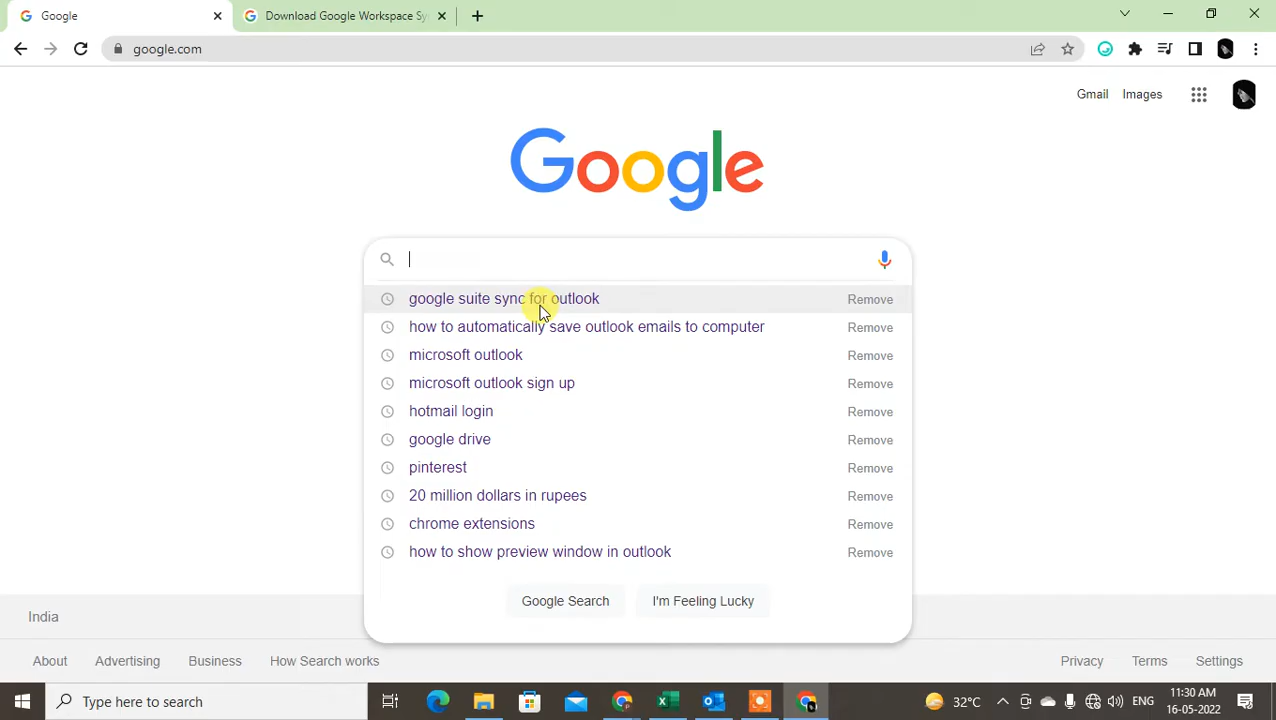 Google
Download Google Workspace Sy
google.com
Gmail Images
Google
google suite sync for outlook Remove
how to automatically save outlook emails to computer Remove
microsoft outlook Remove
microsoft outlook sign up Remove
hotmail login Remove
google drive Remove
pinterest Remove
20 million dollars in rupees Remove
chrome extensions Remove
how to show preview window in outlook Remove
Google Search I'm Feeling Lucky
India
About Advertising Business How Search works Privacy Terms Settings
Type here to search 32°C ENG 11:30 AM
16-05-2022